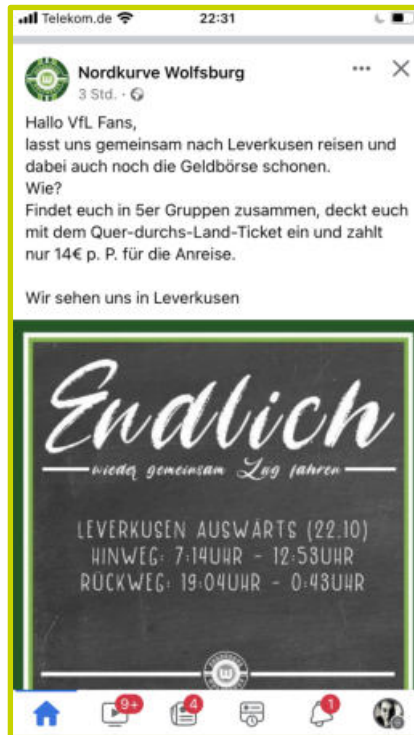 Telekom.de 22:31
Nordkurve Wolfsburg
3 Std. ·
Hallo VfL Fans,
lasst uns gemeinsam nach Leverkusen reisen und
dabei auch noch die Geldbörse schonen.
Wie?
Findet euch in 5er Gruppen zusammen, deckt euch
mit dem Quer-durchs-Land-Ticket ein und zahlt
nur 14€ p. P. für die Anreise.
Wir sehen uns in Leverkusen
Endlich
wieder gemeinsam Zug fahren
LEVERKUSEN AUSWÄRTS (22.10)
HINWEG: 7:14UHR - 12:53UHR
RÜCKWEG: 19:04UHR - 0:43UHR
9+ 4 1